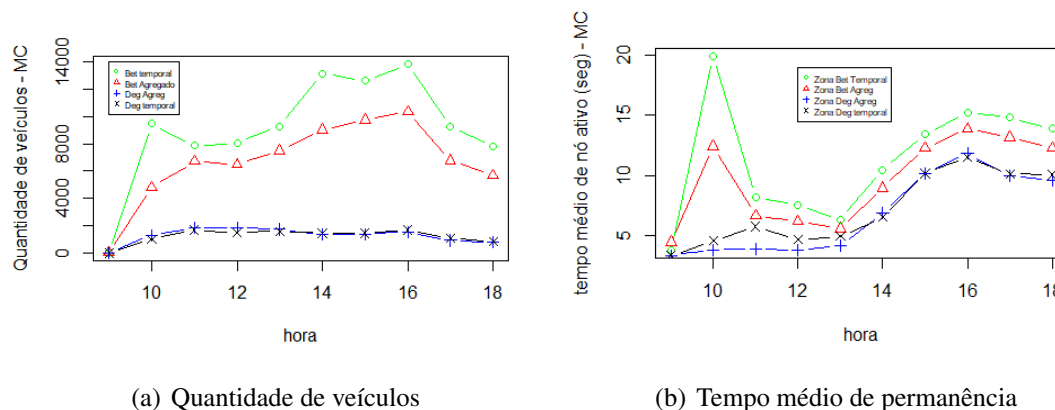 Quantidade de veículos - MC
0 4000 8000 14000
Bet temporal
Bet Agregado
Deg Agreg
Deg temporal
10 12 14 16 18
hora
(a) Quantidade de veículos
tempo médio de nó ativo (seg) - MC
5 10 15 20
Zona Bet Temporal
Zona Bet Agreg
Zona Deg Agreg
Zona Deg temporal
10 12 14 16 18
hora
(b) Tempo médio de permanência